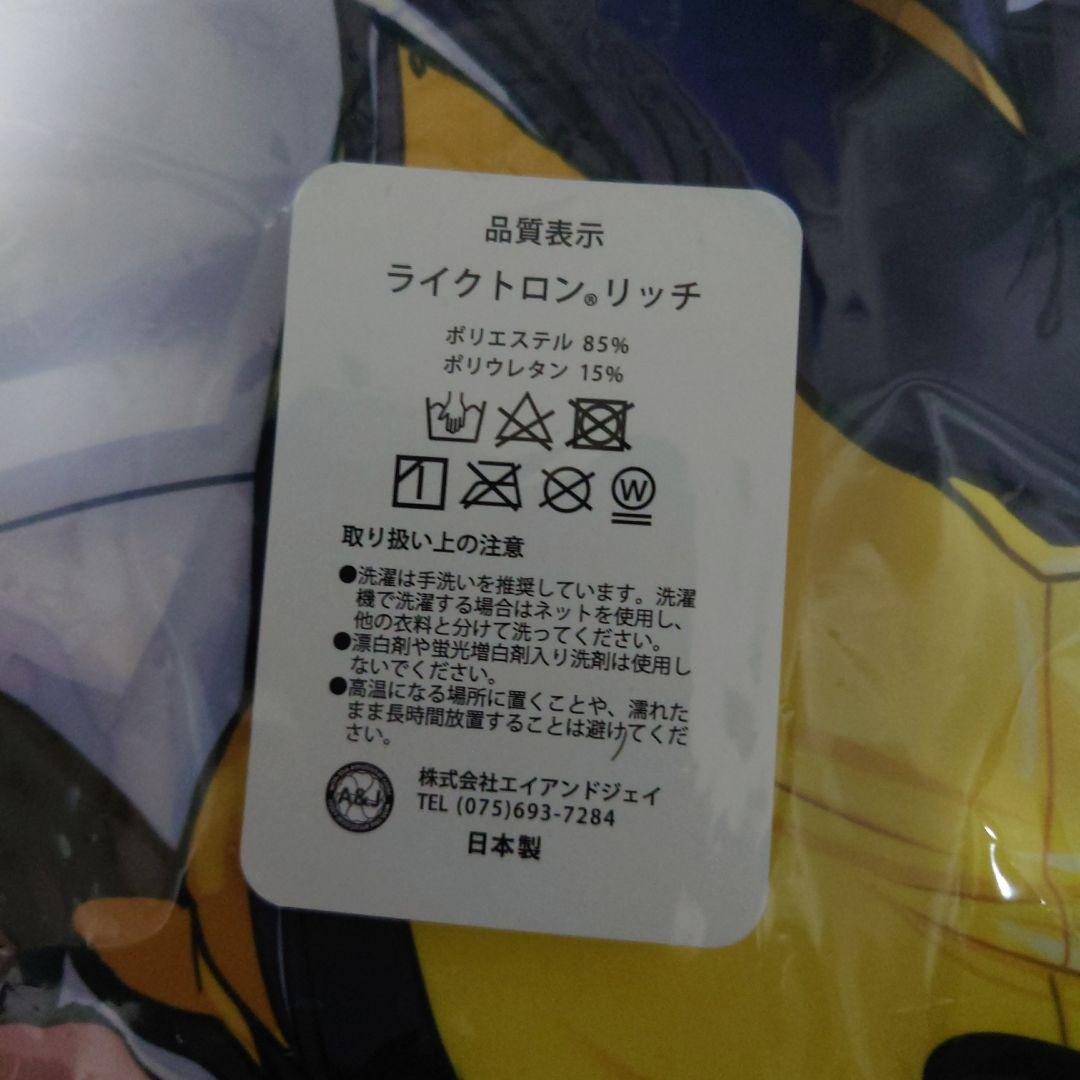 品質表示
ライクトロン®リッチ
ポリエステル 85%
ポリウレタン 15%
W
取り扱い上の注意
●洗濯は手洗いを推奨しています。洗濯
機で洗濯する場合はネットを使用し、
他の衣料と分けて洗ってください。
●漂白剤や蛍光増白剤入り洗剤は使用し
ないでください。
●高温になる場所に置くことや、濡れた
まま長時間放置することは避けてくだ
さい。
A&J
株式会社エイアンドジェイ
TEL (075)693-7284
日本製